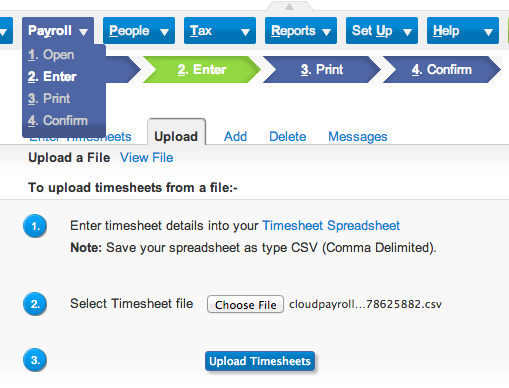 Payroll People Tax Reports Set Up Help
1. Open
2. Enter 3. Print 4. Confirm
2. Enter
3. Print
4. Confirm
Enter Timesheets Upload Add Delete Messages
Upload a File View File
To upload timesheets from a file:-
1. Enter timesheet details into your Timesheet Spreadsheet
Note: Save your spreadsheet as type CSV (Comma Delimited).
2. Select Timesheet file Choose File cloudpayroll...78625882.csv
3. Upload Timesheets